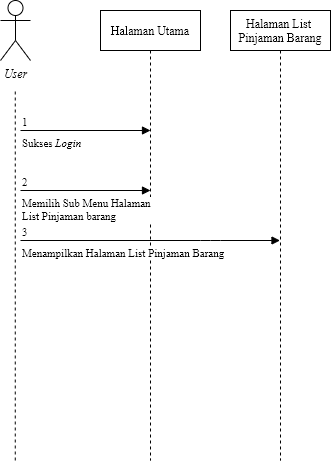 Halaman Utama
Halaman List
Pinjaman Barang
User
1
Sukses Login
2
Memilih Sub Menu Halaman
List Pinjaman barang
3
Menampilkan Halaman List Pinjaman Barang